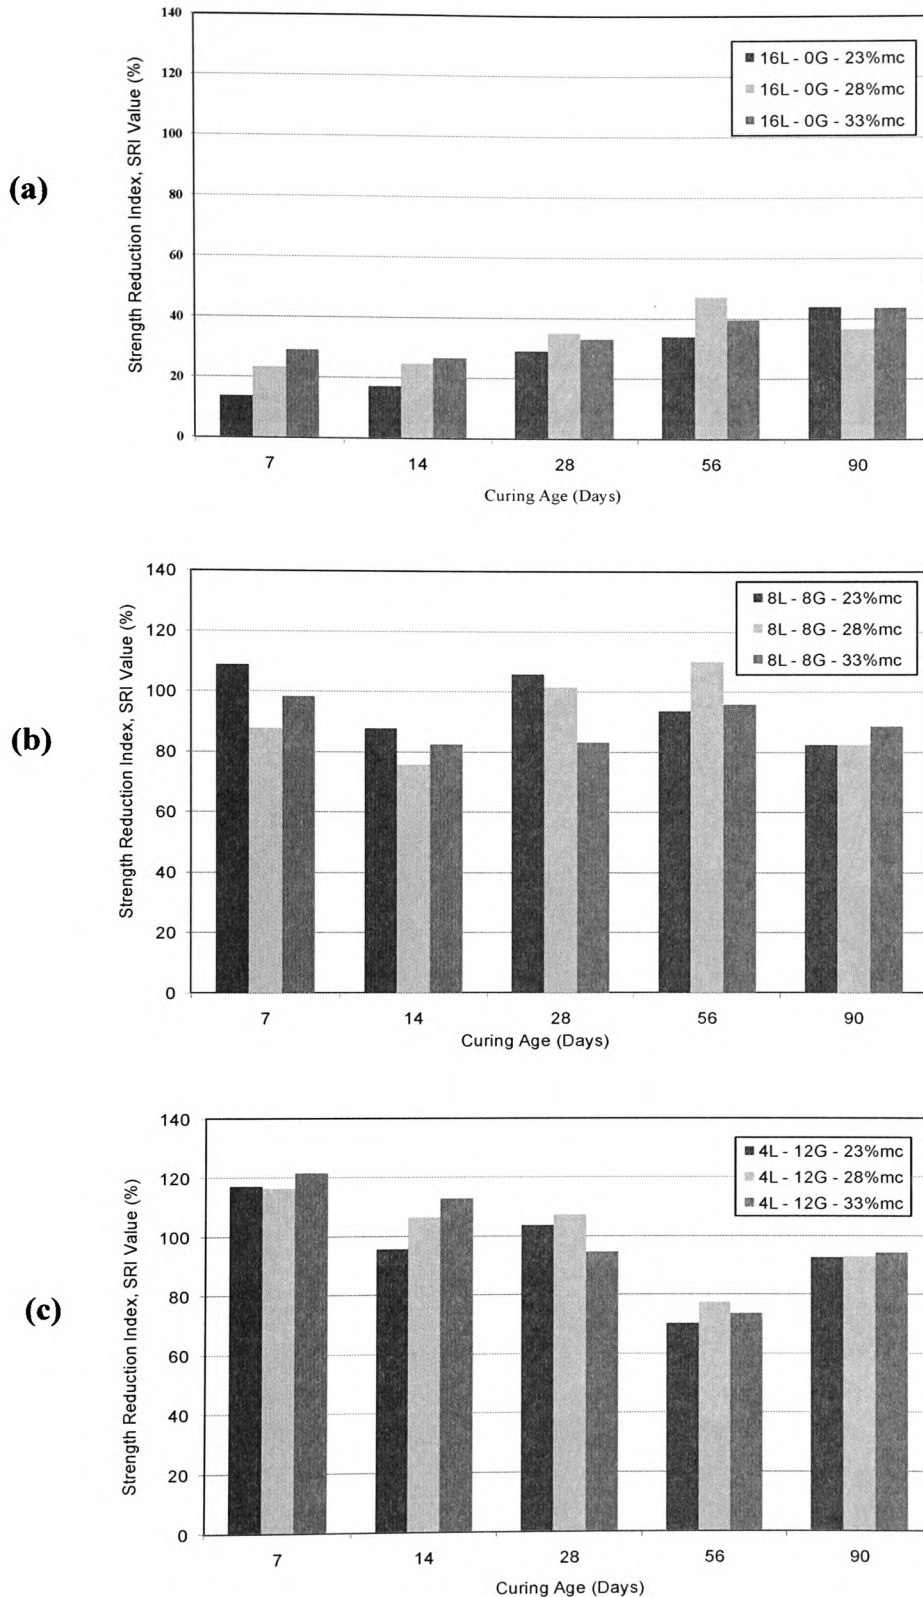 (a)
Strength Reduction Index, SRI Value (%)
140
120
100
80
60
40
20
0
16L - 0G - 23%mc
16L - 0G - 28%mc
16L - 0G - 33%mc
7 14 28 56 90
Curing Age (Days)
(b)
Strength Reduction Index, SRI Value (%)
140
120
100
80
60
40
20
0
8L - 8G - 23%mc
8L - 8G - 28%mc
8L - 8G - 33%mc
7 14 28 56 90
Curing Age (Days)
(c)
Strength Reduction Index, SRI Value (%)
140
120
100
80
60
40
20
0
4L - 12G - 23%mc
4L - 12G - 28%mc
4L - 12G - 33%mc
7 14 28 56 90
Curing Age (Days)